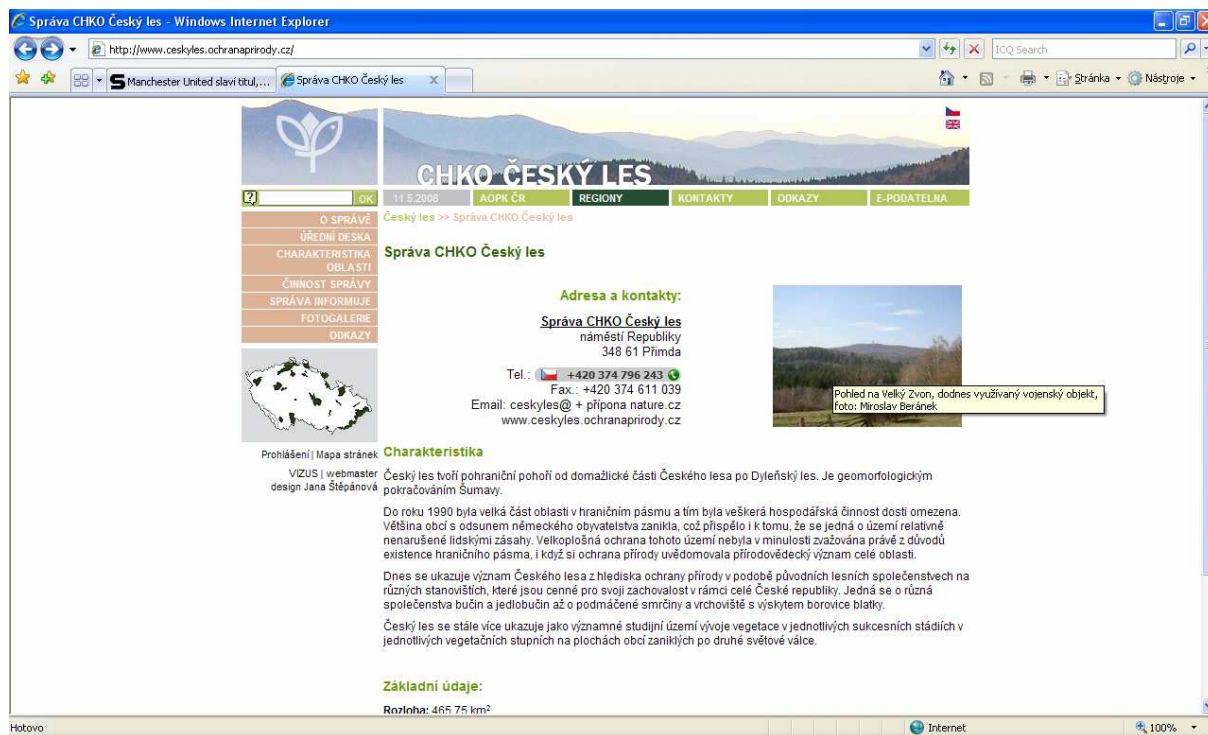 Správa CHKO Český les - Windows Internet Explorer
http://www.ceskyles.ochranaprirody.cz/
ICQ Search
Manchester United slaví titul,...
Správa CHKO Český les
X
Stránka
Nástroje
CHKO ČESKÝ LES
?
OK
11.5.2008
AOPK ČR
REGIONY
KONTAKTY
ODKAZY
E-PODATELNA
O SPRÁVĚ
ÚŘEDNÍ DESKA
CHARAKTERISTIKA
OBLASTI
ČINNOST SPRÁVY
SPRÁVA INFORMUJE
FOTOGALERIE
ODKAZY
Prohlášení | Mapa stránek
VIZUS | webmaster
design Jana Štěpánová
Český les >> Správa CHKO Český les
Správa CHKO Český les
Adresa a kontakty:
Správa CHKO Český les
náměstí Republiky
348 61 Přimda
Tel.: +420 374 796 243
Fax.: +420 374 611 039
Email: ceskyles@ + přípona nature.cz
www.ceskyles.ochranaprirody.cz
Pohled na Velký Zvon, dodnes využívaný vojenský objekt,
foto: Miroslav Beránek
Charakteristika
Český les tvoří pohraniční pohoří od domažlické části Českého lesa po Dyleňský les. Je geomorfologickým
pokračováním Šumavy.
Do roku 1990 byla velká část oblasti v hraničním pásmu a tím byla veškerá hospodářská činnost dosti omezena.
Většina obcí s odsunem německého obyvatelstva zanikla, což přispělo i k tomu, že se jedná o území relativně
nenarušené lidskými zásahy. Velkoplošná ochrana tohoto území nebyla v minulosti zvažována právě z důvodů
existence hraničního pásma, i když si ochrana přírody uvědomovala přírodovědecký význam celé oblasti.
Dnes se ukazuje význam Českého lesa z hlediska ochrany přírody v podobě původních lesních společenstvech na
různých stanovištích, které jsou cenné pro svoji zachovalost v rámci celé České republiky. Jedná se o různá
společenstva bučin a jedlobučin až o podmáčené smrčiny a vrchoviště s výskytem borovice blatky.
Český les se stále více ukazuje jako významné studijní území vývoje vegetace v jednotlivých sukcesních stádiích v
jednotlivých vegetačních stupních na plochách obcí zaniklých po druhé světové válce.
Základní údaje:
Rozloha: 465,75 km²
Hotovo
Internet
100%